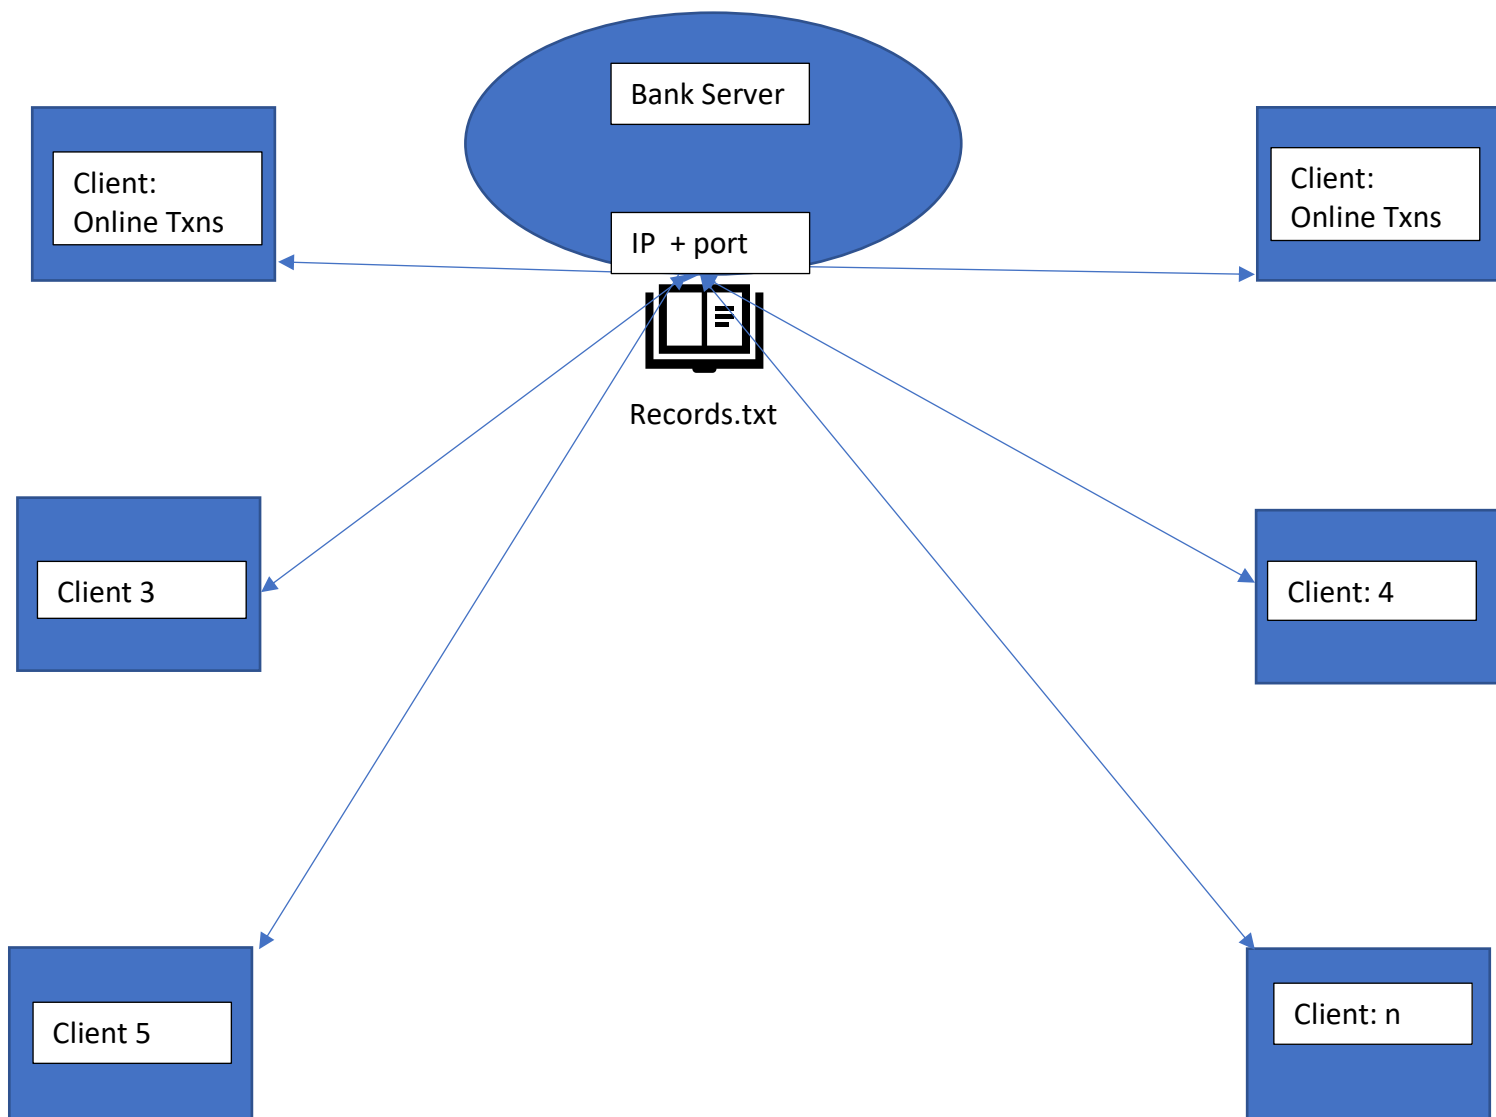 Bank Server
Client:
Online Txns
Client:
Online Txns
IP + port
Records.txt
Client 3
Client: 4
Client 5
Client: n